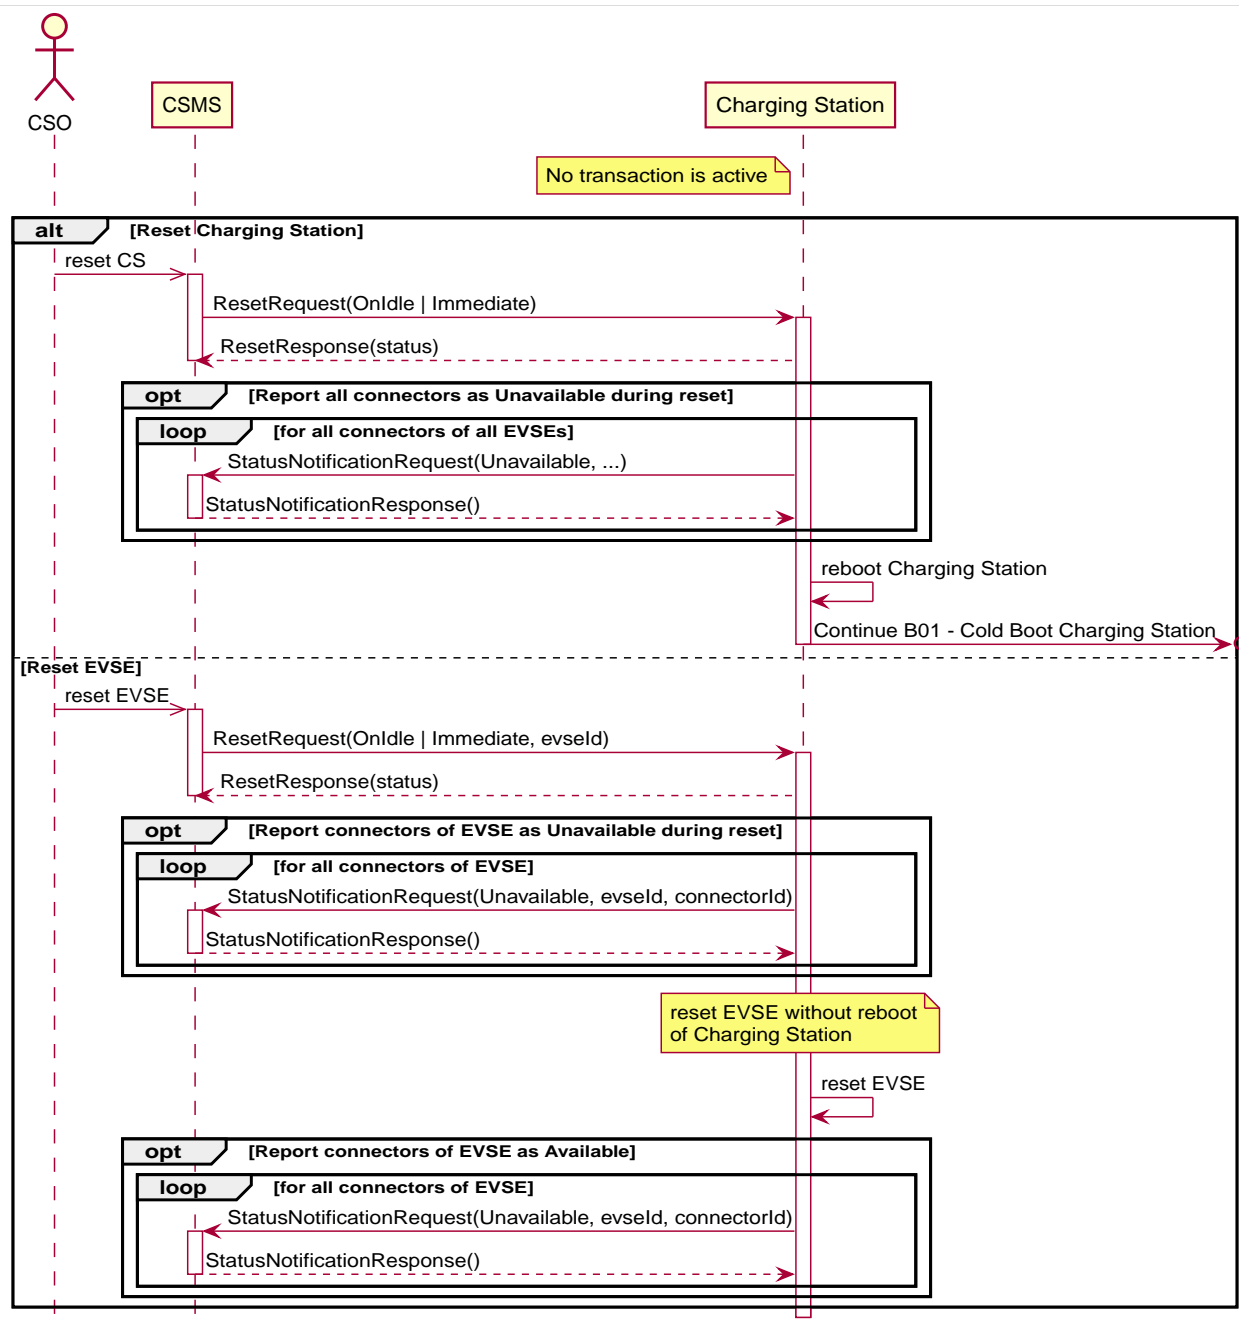 CSO
CSMS
Charging Station
No transaction is active
alt
[Reset Charging Station]
reset CS
ResetRequest(OnIdle | Immediate)
ResetResponse(status)
opt
[Report all connectors as Unavailable during reset]
loop
[for all connectors of all EVSEs]
StatusNotificationRequest(Unavailable, ...)
StatusNotificationResponse()
reboot Charging Station
Continue B01 - Cold Boot Charging Station
[Reset EVSE]
reset EVSE
ResetRequest(OnIdle | Immediate, evseId)
ResetResponse(status)
opt
[Report connectors of EVSE as Unavailable during reset]
loop
[for all connectors of EVSE]
StatusNotificationRequest(Unavailable, evseId, connectorId)
StatusNotificationResponse()
reset EVSE without reboot
of Charging Station
reset EVSE
opt
[Report connectors of EVSE as Available]
loop
[for all connectors of EVSE]
StatusNotificationRequest(Unavailable, evseId, connectorId)
StatusNotificationResponse()